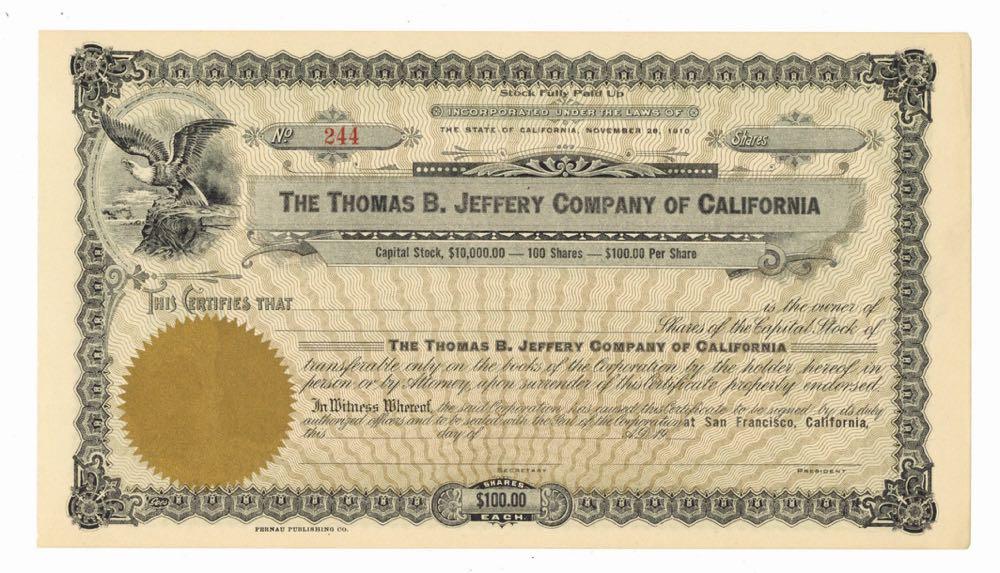 Stock Fully Paid Up
INCORPORATED UNDER THE LAWS OF
THE STATE OF CALIFORNIA, NOVEMBER 28, 1910
No 244
Shares
THE THOMAS B. JEFFERY COMPANY OF CALIFORNIA
Capital Stock, $10,000.00 — 100 Shares — $100.00 Per Share
THIS CERTIFIES THAT
is the owner of
Shares of the Capital Stock of
THE THOMAS B. JEFFERY COMPANY OF CALIFORNIA
transferable only on the books of the Corporation by the holder hereof in
person or by Attorney, upon surrender of this Certificate properly endorsed.
In Witness Whereof, the said Corporation has caused this Certificate to be signed by its duly
authorized officers and to be sealed with the Seal of the Corporation at San Francisco, California,
this day of A.D. 19
SECRETARY PRESIDENT
SHARES
$100.00
EACH
PERNAU PUBLISHING CO.